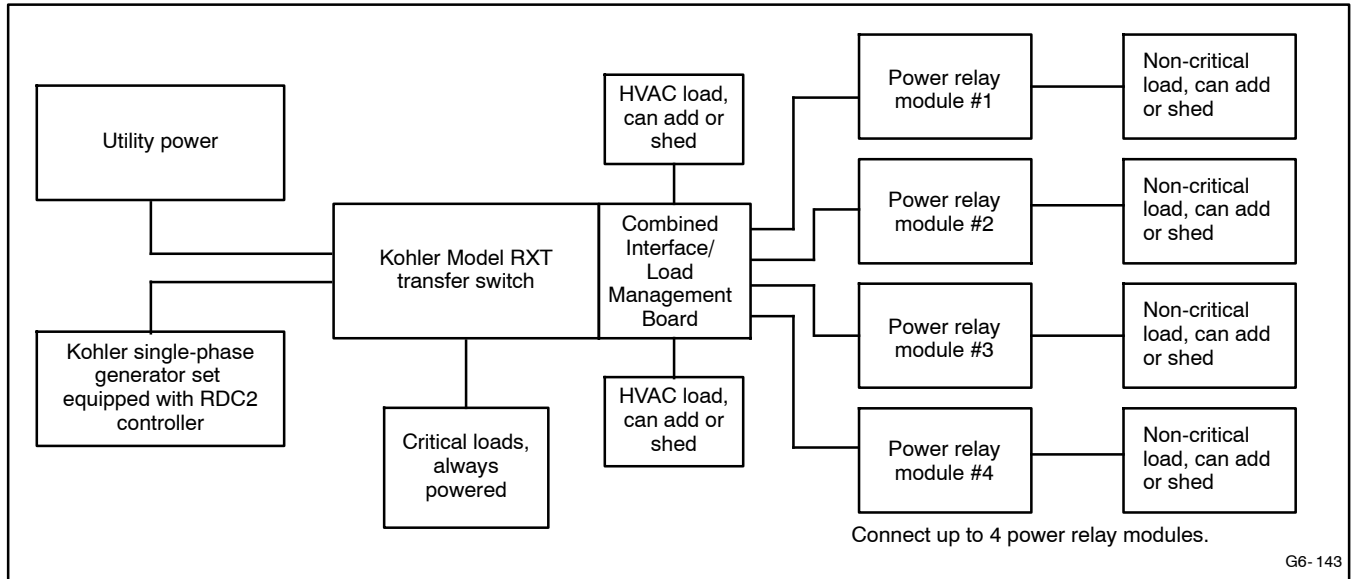 Utility power
Kohler single-phase
generator set
equipped with RDC2
controller
Kohler Model RXT
transfer switch
Critical loads,
always
powered
HVAC load,
can add or
shed
Combined
Interface/
Load
Management
Board
HVAC load,
can add or
shed
Power relay
module #1
Non-critical
load, can add
or shed
Power relay
module #2
Non-critical
load, can add
or shed
Power relay
module #3
Non-critical
load, can add
or shed
Power relay
module #4
Non-critical
load, can add
or shed
Connect up to 4 power relay modules.
G6-143